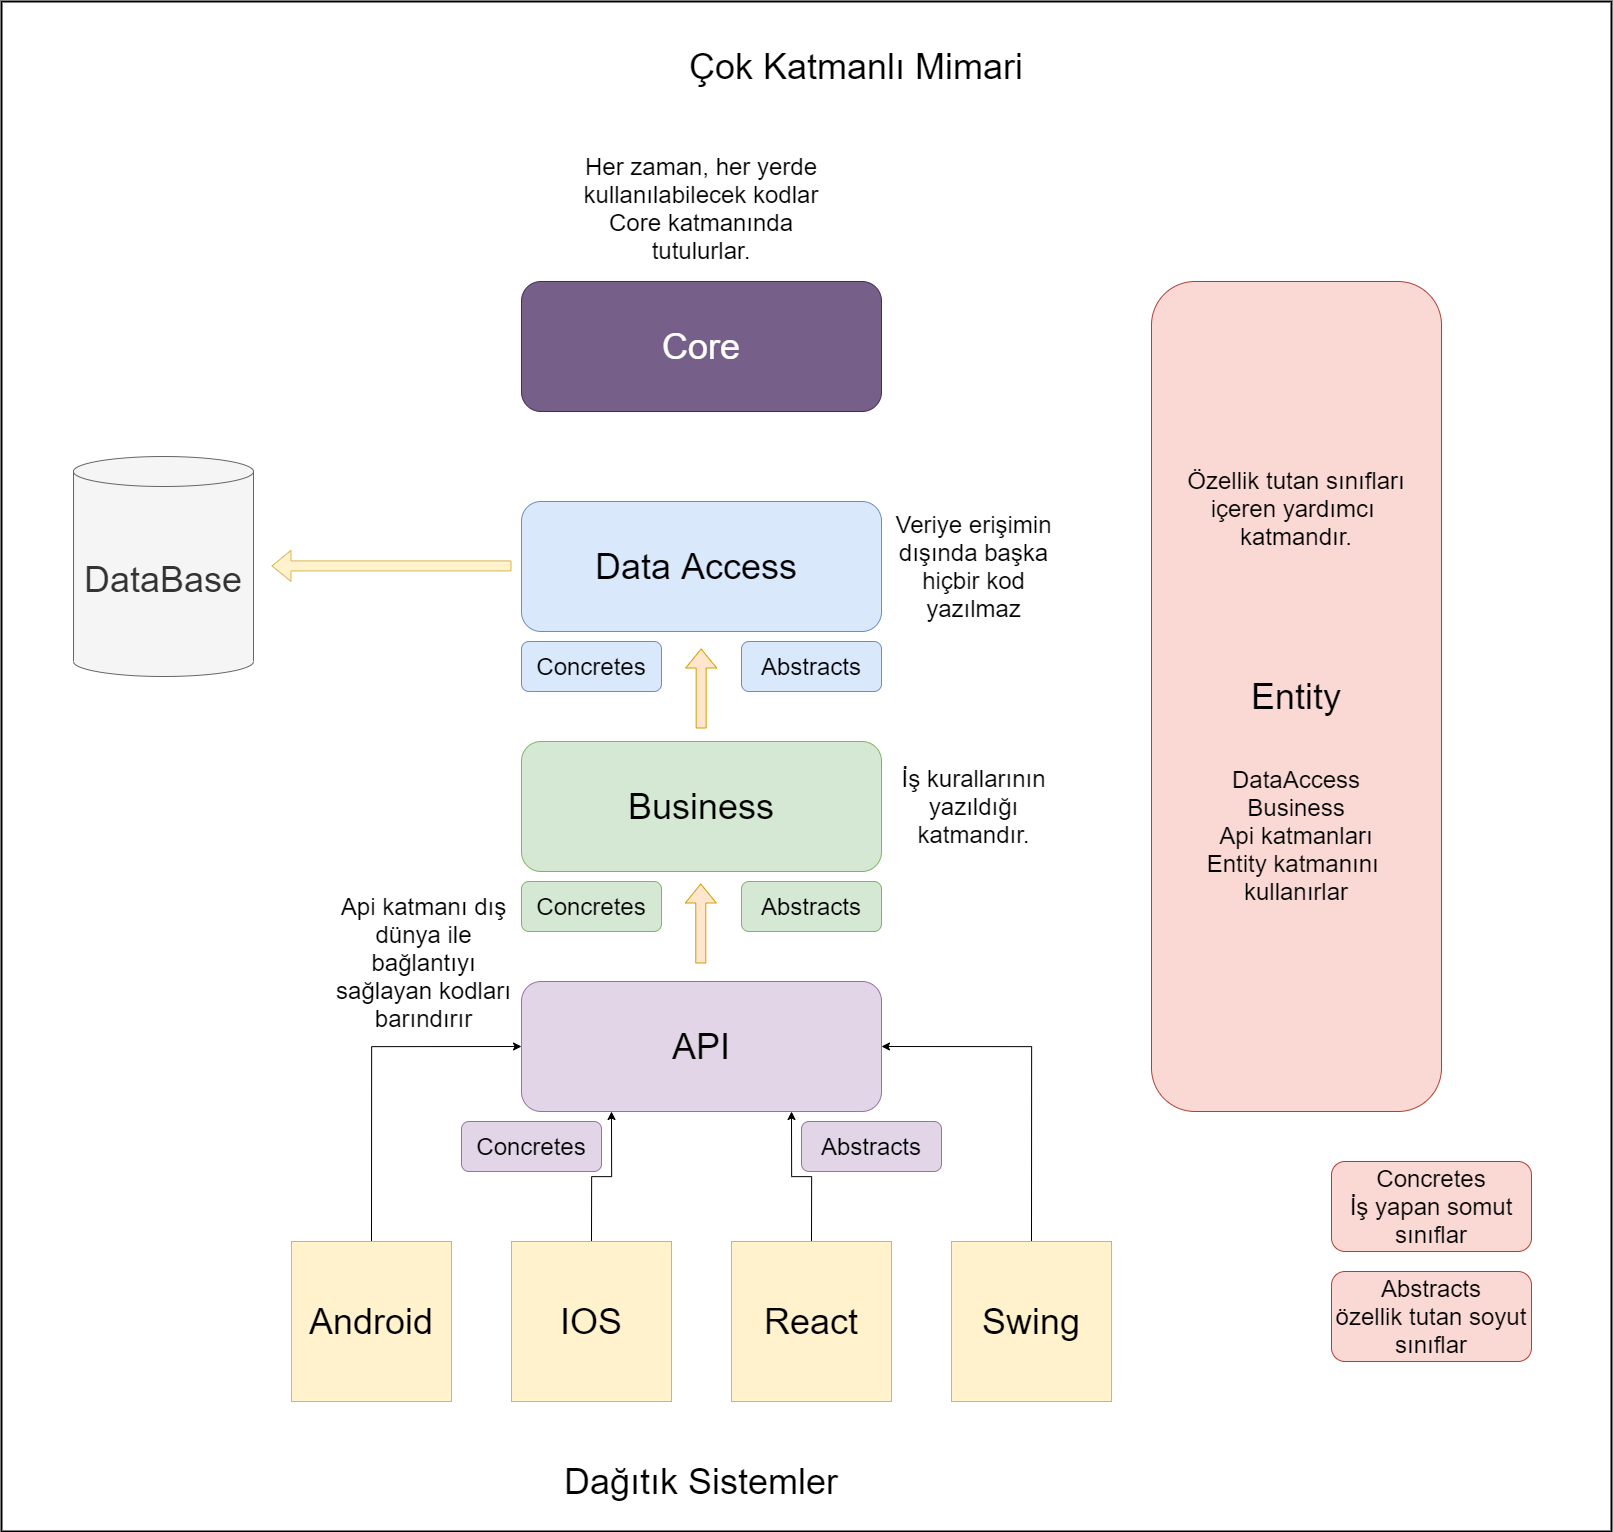 Çok Katmanlı Mimari
Her zaman, her yerde
kullanılabilecek kodlar
Core katmanında
tutulurlar.
Core
DataBase
Data Access
Veriye erişimin
dışında başka
hiçbir kod
yazılmaz
Concretes
Abstracts
Business
İş kurallarının
yazıldığı
katmandır.
Concretes
Abstracts
Api katmanı dış
dünya ile
bağlantıyı
sağlayan kodları
barındırır
API
Concretes
Abstracts
Android
IOS
React
Swing
Dağıtık Sistemler
Özellik tutan sınıfları
içeren yardımcı
katmandır.
Entity
DataAccess
Business
Api katmanları
Entity katmanını
kullanırlar
Concretes
İş yapan somut
sınıflar
Abstracts
özellik tutan soyut
sınıflar